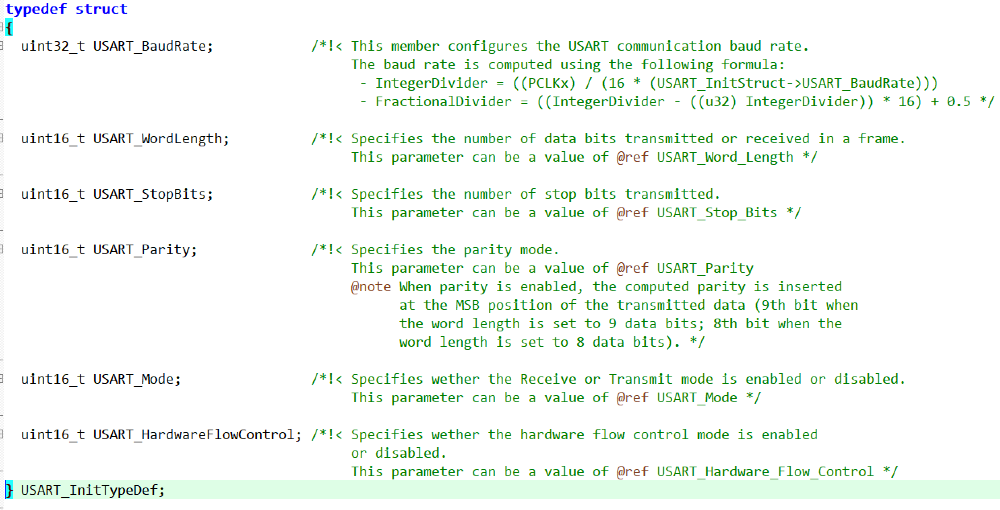 typedef struct
{
  uint32_t USART_BaudRate;            /*!< This member configures the USART communication baud rate.
                                           The baud rate is computed using the following formula:
                                            - IntegerDivider = ((PCLKx) / (16 * (USART_InitStruct->USART_BaudRate)))
                                            - FractionalDivider = ((IntegerDivider - ((u32) IntegerDivider)) * 16) + 0.5 */
  uint16_t USART_WordLength;          /*!< Specifies the number of data bits transmitted or received in a frame.
                                           This parameter can be a value of @ref USART_Word_Length */
  uint16_t USART_StopBits;            /*!< Specifies the number of stop bits transmitted.
                                           This parameter can be a value of @ref USART_Stop_Bits */
  uint16_t USART_Parity;              /*!< Specifies the parity mode.
                                           This parameter can be a value of @ref USART_Parity
                                           @note When parity is enabled, the computed parity is inserted
                                                 at the MSB position of the transmitted data (9th bit when
                                                 the word length is set to 9 data bits; 8th bit when the
                                                 word length is set to 8 data bits). */
  uint16_t USART_Mode;                /*!< Specifies wether the Receive or Transmit mode is enabled or disabled.
                                           This parameter can be a value of @ref USART_Mode */
  uint16_t USART_HardwareFlowControl; /*!< Specifies wether the hardware flow control mode is enabled
                                           or disabled.
                                           This parameter can be a value of @ref USART_Hardware_Flow_Control */
} USART_InitTypeDef;